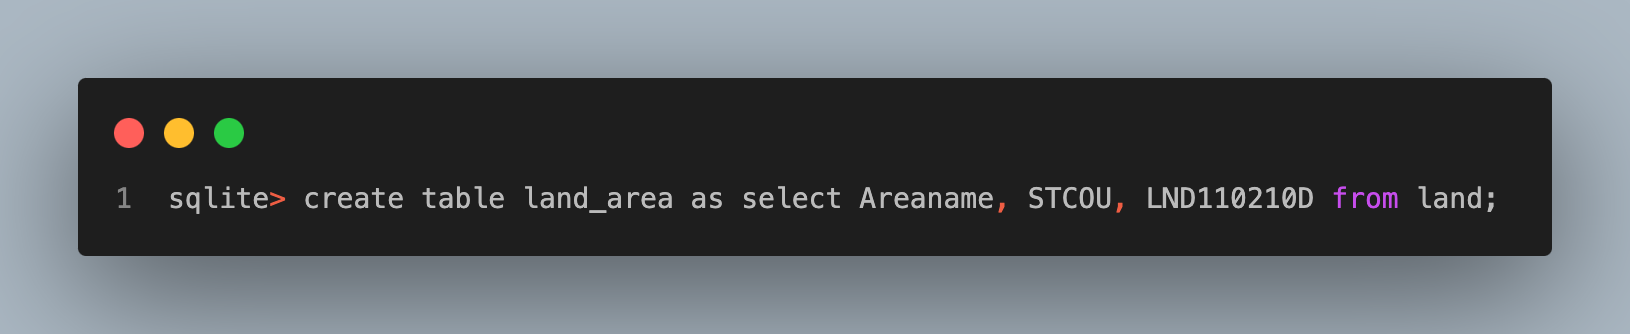 1 sqlite> create table land_area as select Areaname, STCOU, LND110210D from land;